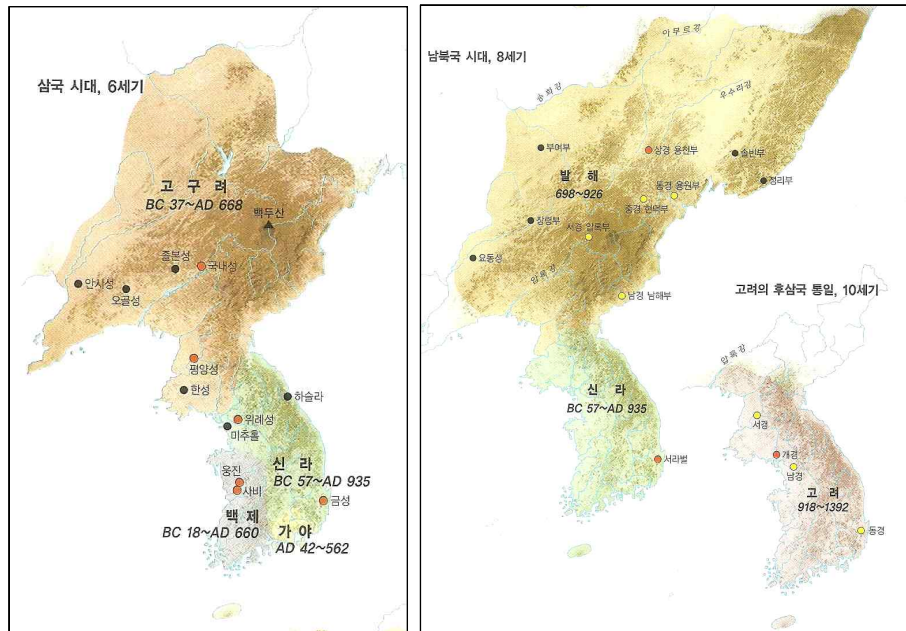 삼국 시대, 6세기
고 구 려
BC 37~AD 668
백두산
졸본성
국내성
안시성
오골성
평양성
한성
하슬라
위례성
미추홀
신 라
BC 57~AD 935
웅진
사비
금성
백 제
BC 18~AD 660
가 야
AD 42~562
남북국 시대, 8세기
아무르강
송화강
우수리강
부여부
상경 용천부
솔빈부
발 해
698~926
동경 용원부
정리부
중경 현덕부
장령부
서경 압록부
요동성
압록강
남경 남해부
신 라
BC 57~AD 935
서라벌
고려의 후삼국 통일, 10세기
압록강
서경
개경
남경
고 려
918~1392
동경